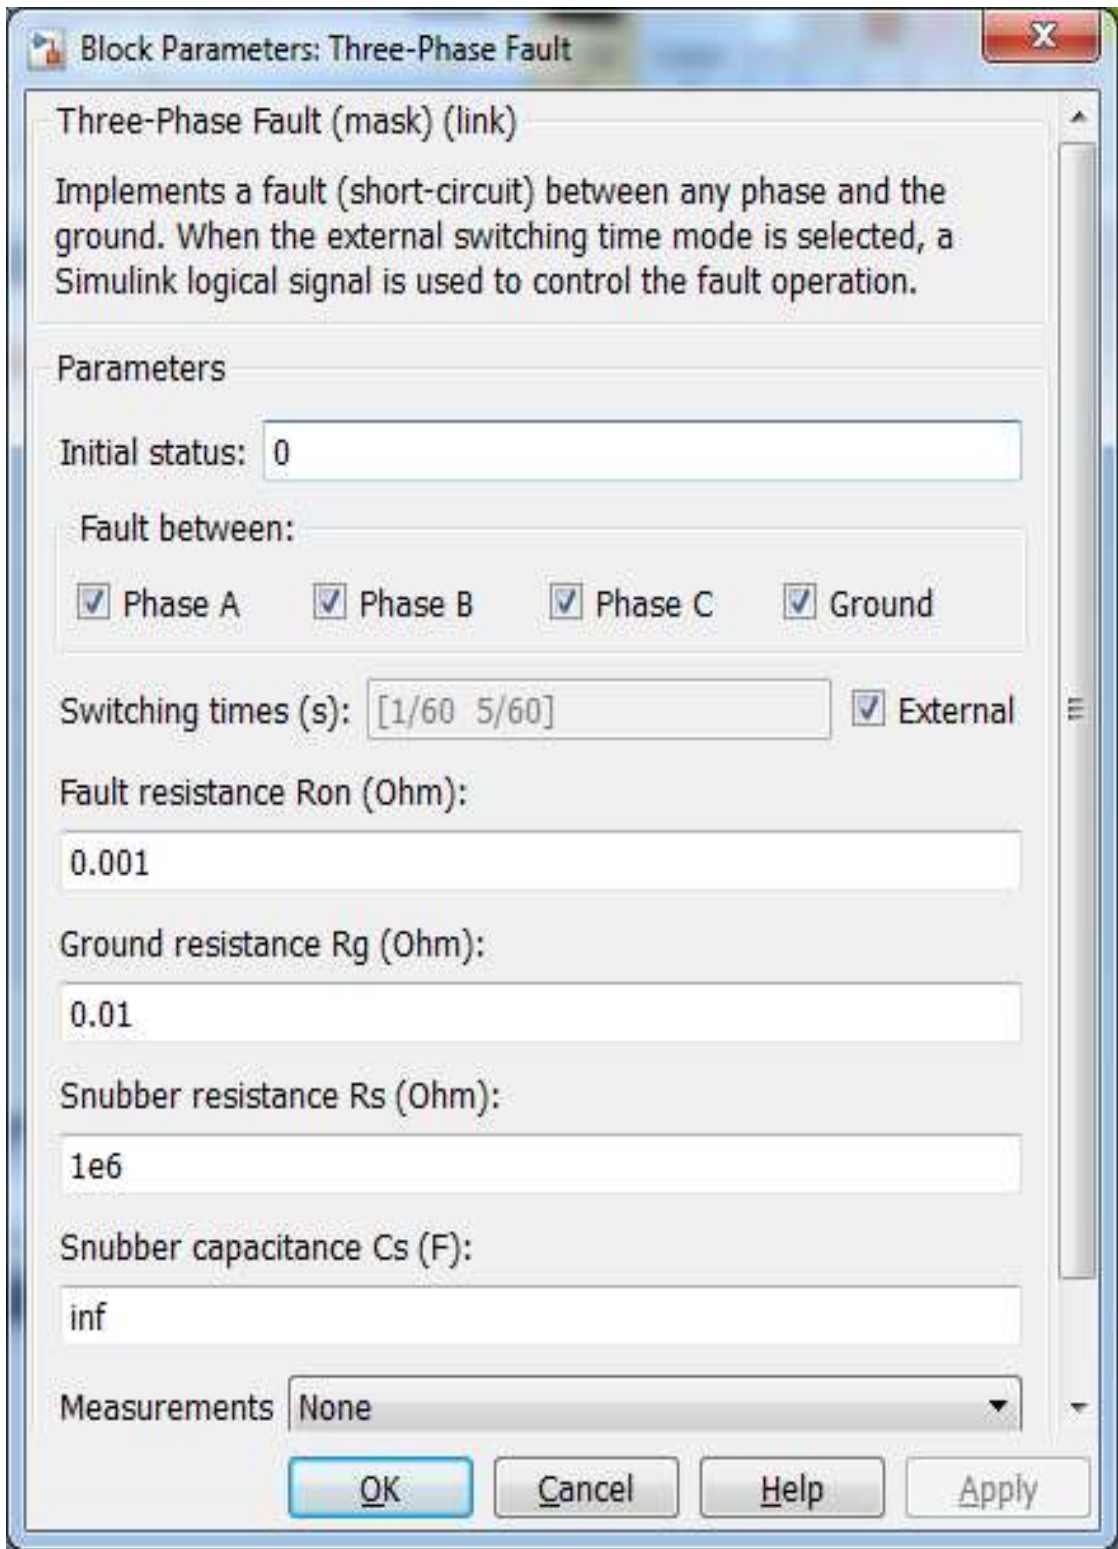 Block Parameters: Three-Phase Fault
X
Three-Phase Fault (mask) (link)
Implements a fault (short-circuit) between any phase and the
ground. When the external switching time mode is selected, a
Simulink logical signal is used to control the fault operation.
Parameters
Initial status: 0
Fault between:
Phase A Phase B Phase C Ground
Switching times (s): [1/60 5/60] External
Fault resistance Ron (Ohm):
0.001
Ground resistance Rg (Ohm):
0.01
Snubber resistance Rs (Ohm):
1e6
Snubber capacitance Cs (F):
inf
Measurements None
OK Cancel Help Apply